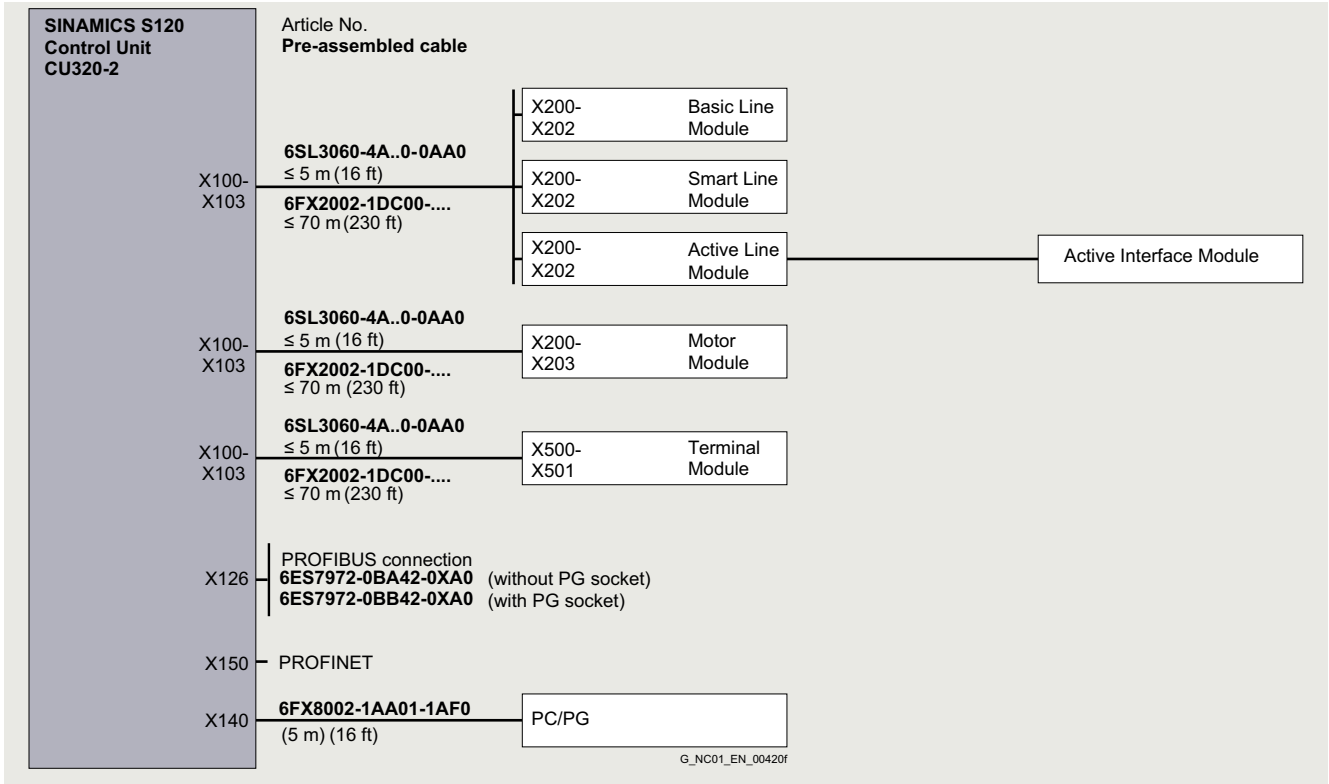 SINAMICS S120
Control Unit
CU320-2
Article No.
Pre-assembled cable
X200- Basic Line
X202 Module
6SL3060-4A..0-0AA0
≤ 5 m (16 ft)
X100-
X103
6FX2002-1DC00-....
≤ 70 m (230 ft)
X200- Smart Line
X202 Module
X200- Active Line
X202 Module
Active Interface Module
6SL3060-4A..0-0AA0
≤ 5 m (16 ft)
X100-
X103
6FX2002-1DC00-....
≤ 70 m (230 ft)
X200- Motor
X203 Module
6SL3060-4A..0-0AA0
≤ 5 m (16 ft)
X100-
X103
6FX2002-1DC00-....
≤ 70 m (230 ft)
X500- Terminal
X501 Module
X126
PROFIBUS connection
6ES7972-0BA42-0XA0 (without PG socket)
6ES7972-0BB42-0XA0 (with PG socket)
X150 PROFINET
X140
6FX8002-1AA01-1AF0
(5 m) (16 ft)
PC/PG
G_NC01_EN_00420f